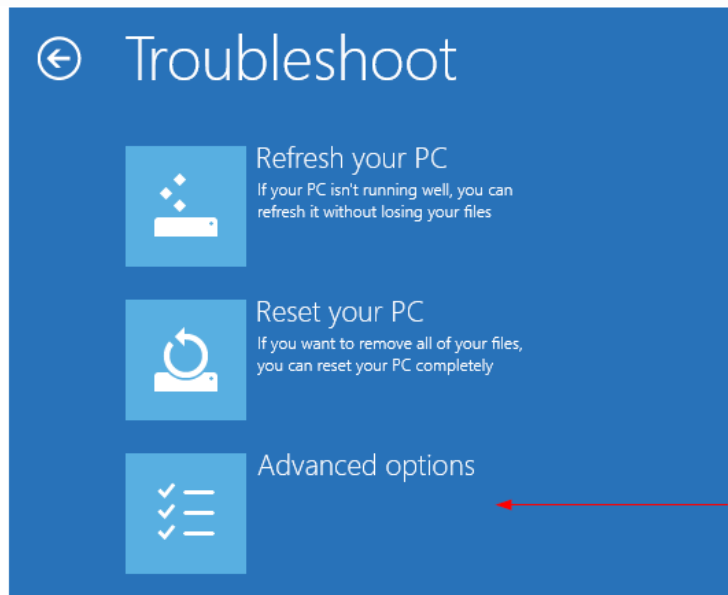 Troubleshoot
Refresh your PC
If your PC isn't running well, you can
refresh it without losing your files
Reset your PC
If you want to remove all of your files,
you can reset your PC completely
Advanced options